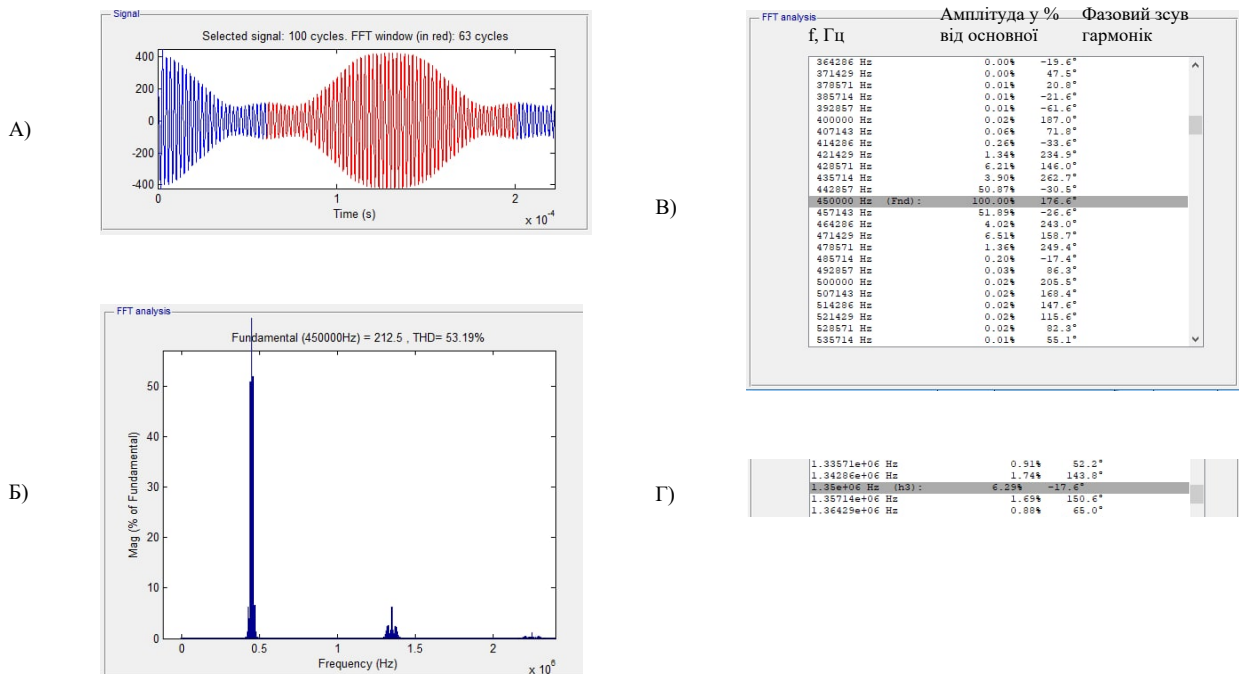 А)
Signal
Selected signal: 100 cycles. FFT window (in red): 63 cycles
400
200
0
-200
-400
0
1
2
Time (s)
x 10⁻⁴
Б)
FFT analysis
Fundamental (450000Hz) = 212.5 , THD= 53.19%
50
40
30
20
10
0
Mag (% of Fundamental)
0
0.5
1
1.5
2
Frequency (Hz)
x 10⁶
В)
FFT analysis
Амплітуда у % Фазовий зсув
f, Гц від основної гармонік
364286 Hz 0.00% -19.6°
371429 Hz 0.00% 47.5°
378571 Hz 0.01% 20.8°
385714 Hz 0.01% -21.6°
392857 Hz 0.01% -61.6°
400000 Hz 0.02% 187.0°
407143 Hz 0.06% 71.8°
414286 Hz 0.26% -33.6°
421429 Hz 1.34% 234.9°
428571 Hz 6.21% 146.0°
435714 Hz 3.90% 262.7°
442857 Hz 50.87% -30.5°
450000 Hz (Fnd): 100.00% 176.6°
457143 Hz 51.89% -26.6°
464286 Hz 4.02% 243.0°
471429 Hz 6.51% 158.7°
478571 Hz 1.36% 249.4°
485714 Hz 0.20% -17.4°
492857 Hz 0.03% 86.3°
500000 Hz 0.02% 205.5°
507143 Hz 0.02% 168.4°
514286 Hz 0.02% 147.6°
521429 Hz 0.02% 115.6°
528571 Hz 0.02% 82.3°
535714 Hz 0.01% 55.1°
Г)
1.33571e+06 Hz 0.91% 52.2°
1.34286e+06 Hz 1.74% 143.8°
1.35e+06 Hz (h3): 6.29% -17.6°
1.35714e+06 Hz 1.69% 150.6°
1.36429e+06 Hz 0.88% 65.0°